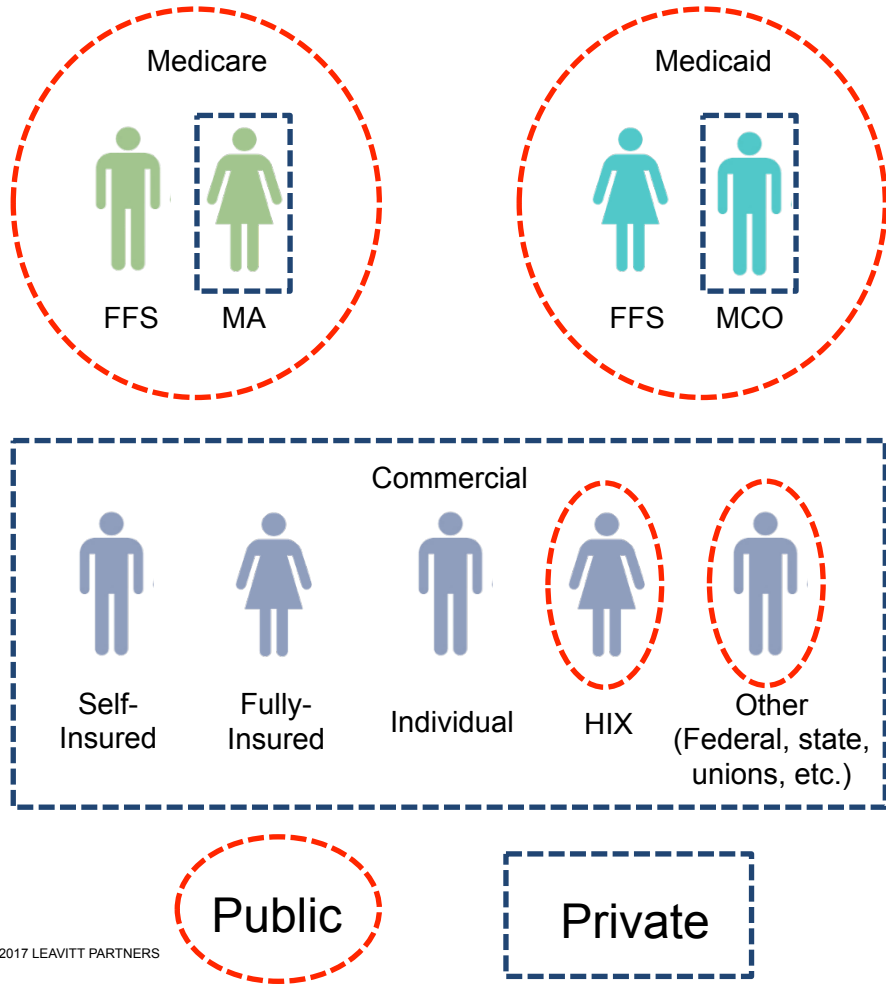 Medicare
Medicaid
FFS
MA
FFS
MCO
Commercial
Self-
Insured
Fully-
Insured
Individual
HIX
Other
(Federal, state,
unions, etc.)
Public
Private
2017 LEAVITT PARTNERS